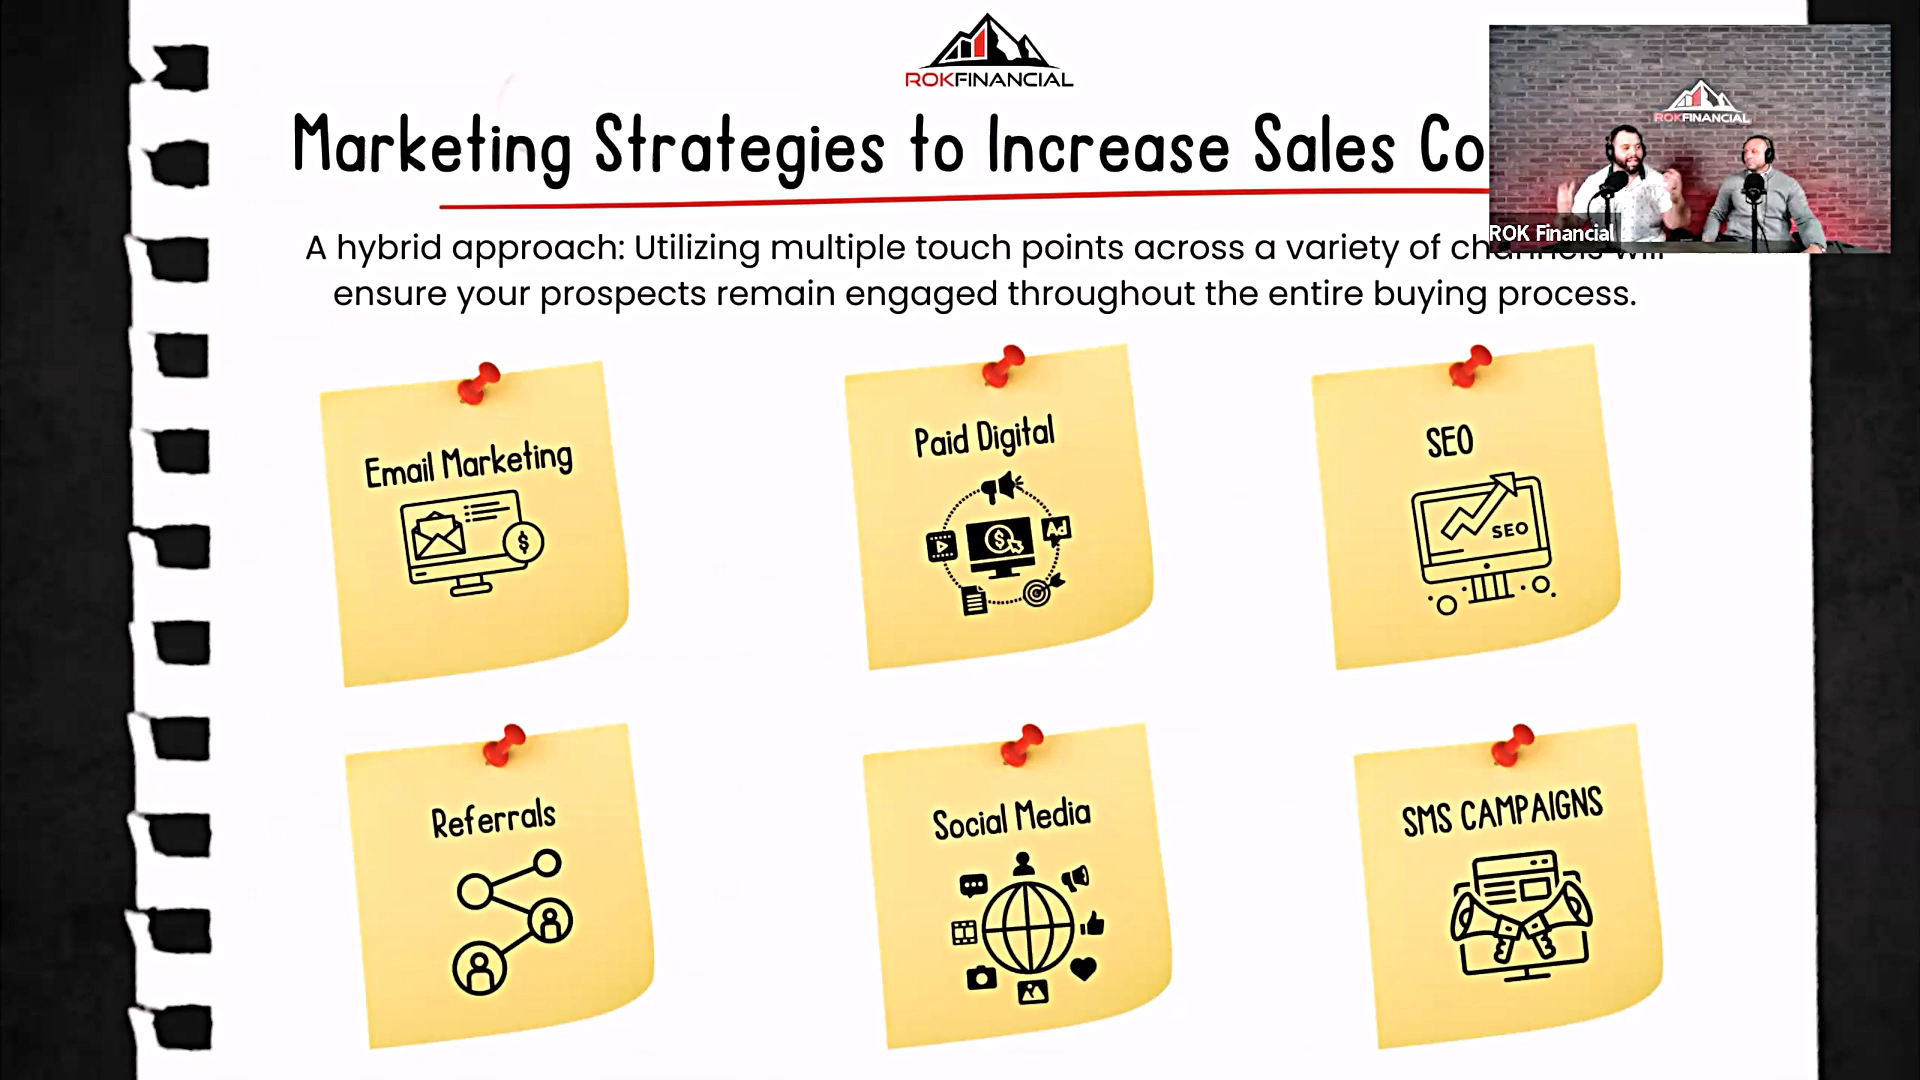 ROKFINANCIAL
ROKFINANCIAL
Marketing Strategies to Increase Sales Co
ROK Financial
A hybrid approach: Utilizing multiple touch points across a variety of channels will
ensure your prospects remain engaged throughout the entire buying process.
Email Marketing
$
Paid Digital
Ad
$
SEO
SEO
Referrals
Social Media
SMS CAMPAIGNS